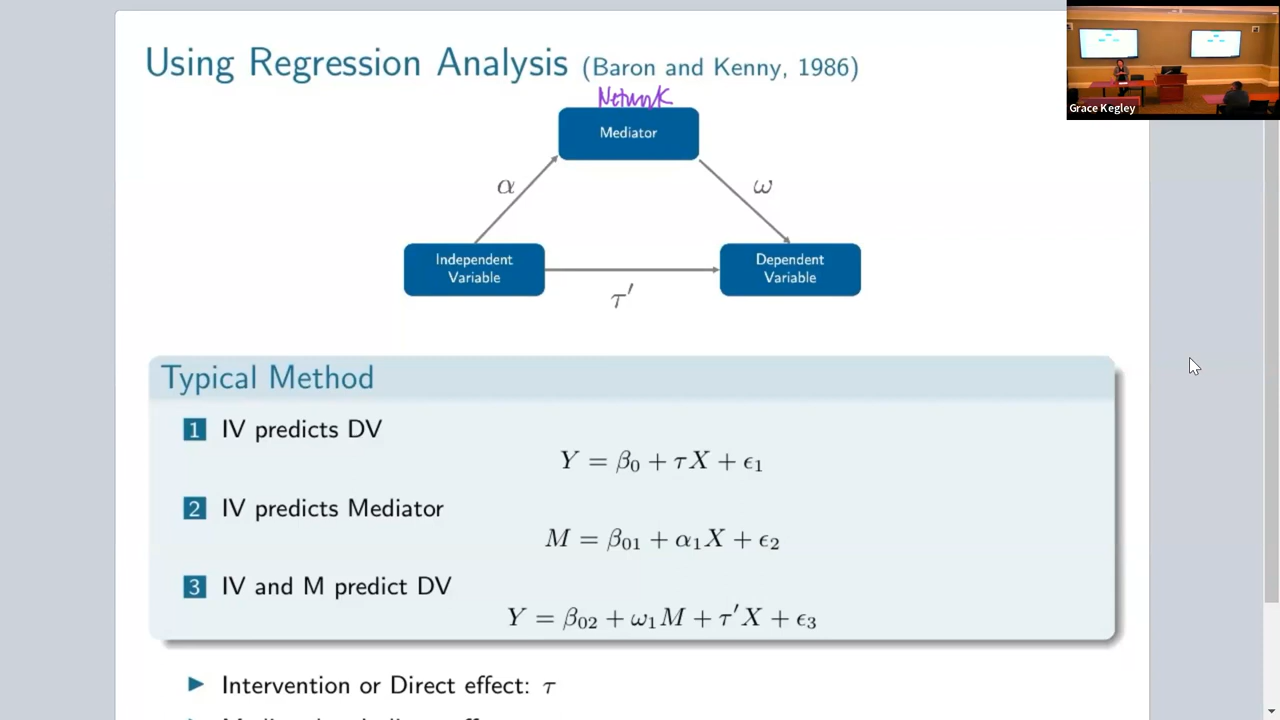 Using Regression Analysis (Baron and Kenny, 1986)
Network
Mediator
α
ω
Independent
Variable
Dependent
Variable
τ′
Typical Method
1 IV predicts DV
Y = β₀ + τX + ϵ₁
2 IV predicts Mediator
M = β₀₁ + α₁X + ϵ₂
3 IV and M predict DV
Y = β₀₂ + ω₁M + τ′X + ϵ₃
▶ Intervention or Direct effect: τ
Grace Kegley